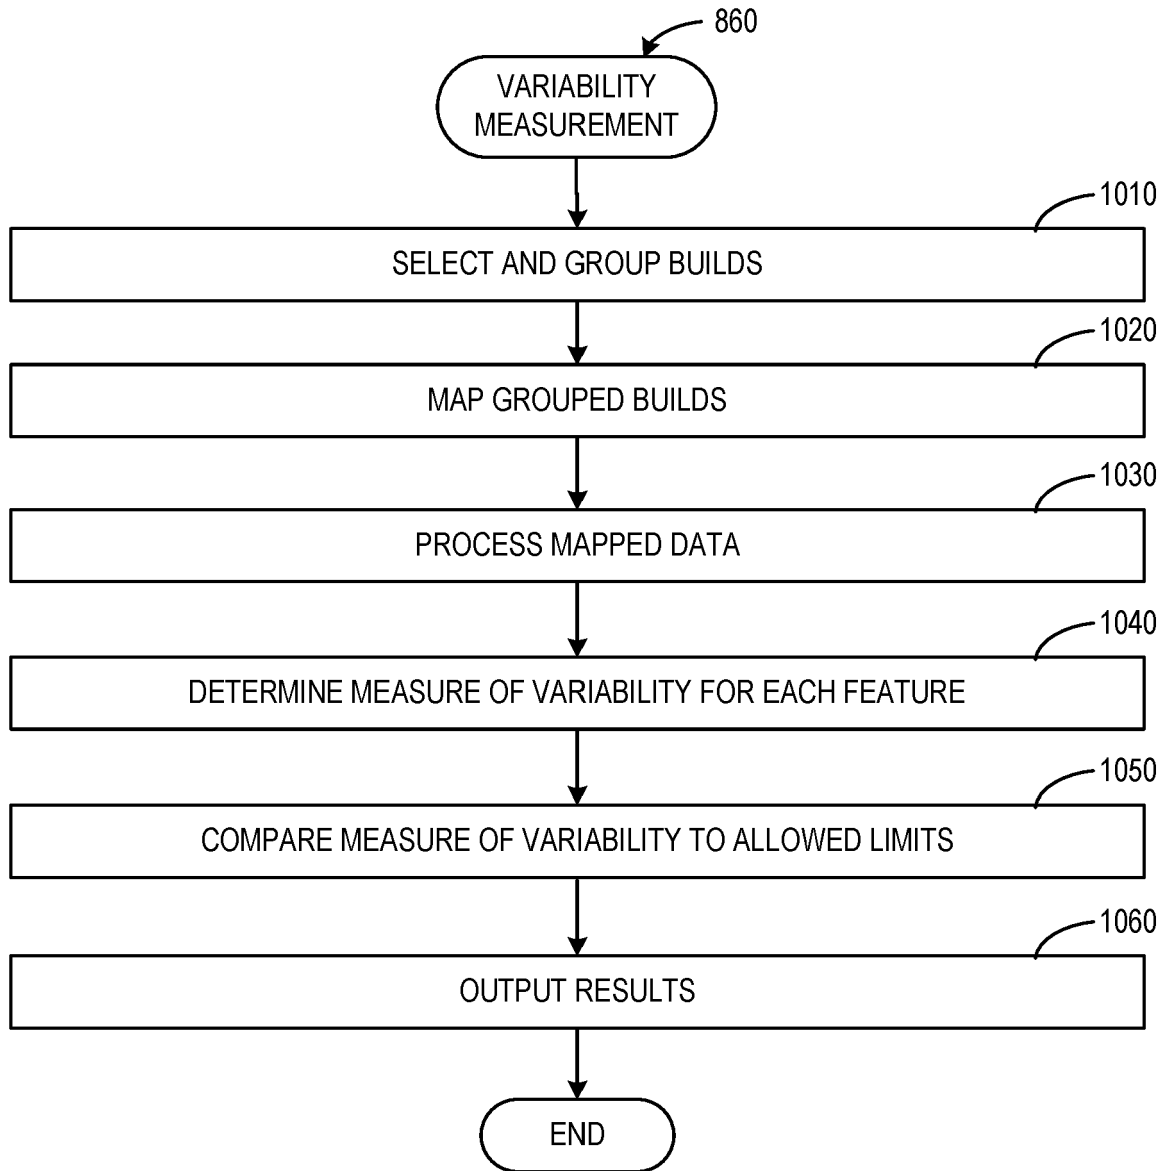 860
VARIABILITY
MEASUREMENT
1010
SELECT AND GROUP BUILDS
1020
MAP GROUPED BUILDS
1030
PROCESS MAPPED DATA
1040
DETERMINE MEASURE OF VARIABILITY FOR EACH FEATURE
1050
COMPARE MEASURE OF VARIABILITY TO ALLOWED LIMITS
1060
OUTPUT RESULTS
END